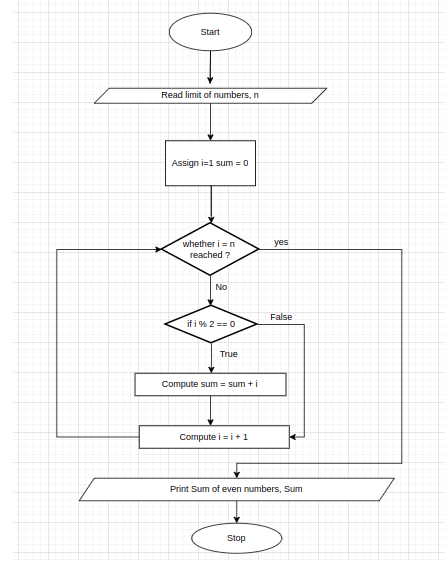 Start
Read limit of numbers, n
Assign i=1 sum = 0
whether i = n
reached ?
yes
No
if i % 2 == 0
False
True
Compute sum = sum + i
Compute i = i + 1
Print Sum of even numbers, Sum
Stop